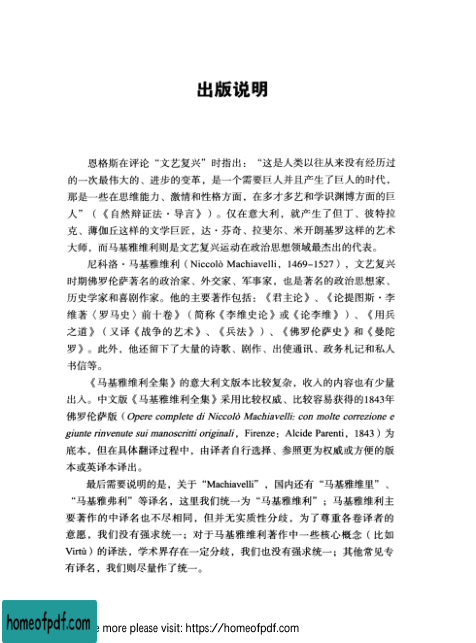 出版说明
恩格斯在评论“文艺复兴”时指出：“这是人类以往从来没有经历过
的一次最伟大的、进步的变革，是一个需要巨人并且产生了巨人的时代，
那是一些在思维能力、激情和性格方面，在多才多艺和学识渊博方面的巨
人”（《自然辩证法·导言》）。仅在意大利，就产生了但丁、彼特拉
克、薄伽丘这样的文学巨匠，达·芬奇、拉斐尔、米开朗基罗这样的艺术
大师，而马基雅维利则是文艺复兴运动在政治思想领域最杰出的代表。
尼科洛·马基雅维利（Niccolò Machiavelli，1469–1527），文艺复兴
时期佛罗伦萨著名的政治家、外交家、军事家，也是著名的政治思想家、
历史学家和喜剧作家。他的主要著作包括：《君主论》、《论提图斯·李
维著〈罗马史〉前十卷》（简称《李维史论》或《论李维》）、《用兵
之道》（又译《战争的艺术》、《兵法》）、《佛罗伦萨史》和《曼陀
罗》。此外，他还留下了大量的诗歌、剧作、出使通讯、政务札记和私人
书信等。
《马基雅维利全集》的意大利文版本比较复杂，收入的内容也有少量
出入。中文版《马基雅维利全集》采用比较权威、比较容易获得的1843年
佛罗伦萨版（Opere complete di Niccolò Machiavelli: con molte correzione e
giunte rinvenute sui manoscritti originali，Firenze：Alcide Parenti，1843）为
底本，但在具体翻译过程中，由译者自行选择、参照更为权威或方便的版
本或英译本译出。
最后需要说明的是，关于“Machiavelli”，国内还有“马基雅维里”、
“马基雅弗利”等译名，这里我们统一为“马基雅维利”；马基雅维利主
要著作的中译名也不尽相同，但并无实质性分歧，为了尊重各卷译者的
意愿，我们没有强求统一；对于马基雅维利著作中一些核心概念（比如
Virtù）的译法，学术界存在一定分歧，我们也没有强求统一；其他常见专
有译名，我们则尽量作了统一。
homeofpdf.com
e more please visit: https://homeofpdf.com